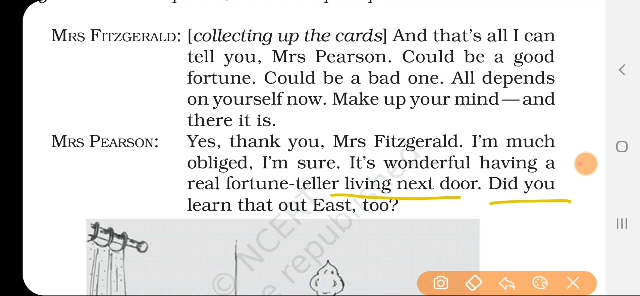 MRS FITZGERALD: [collecting up the cards] And that's all I can
tell you, Mrs Pearson. Could be a good
fortune. Could be a bad one. All depends
on yourself now. Make up your mind—and
there it is.
MRS PEARSON: Yes, thank you, Mrs Fitzgerald. I'm much
obliged, I'm sure. It's wonderful having a
real fortune-teller living next door. Did you
learn that out East, too?
© NCERT
republished